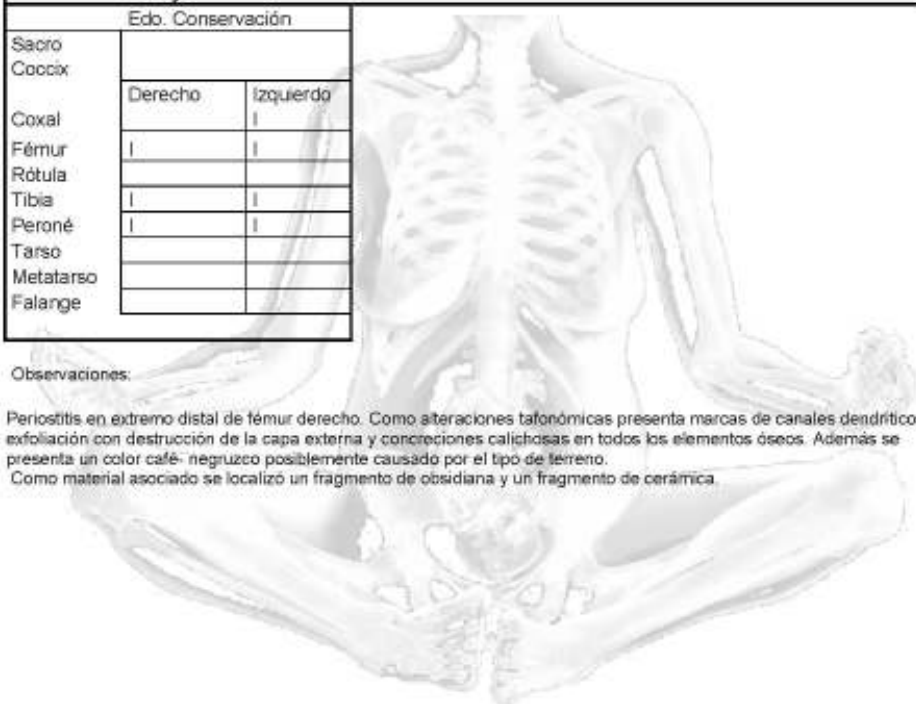 Edo. Conservación
Sacro
Coccix
Derecho Izquierdo
Coxal I
Fémur I I
Rótula
Tibia I I
Peroné I I
Tarso
Metatarso
Falange
Observaciones:
Periostitis en extremo distal de fémur derecho. Como alteraciones tafonómicas presenta marcas de canales dendrítico
exfoliación con destrucción de la capa externa y concreciones calichosas en todos los elementos óseos. Además se
presenta un color café- negruzco posiblemente causado por el tipo de terreno.
Como material asociado se localizó un fragmento de obsidiana y un fragmento de cerámica.